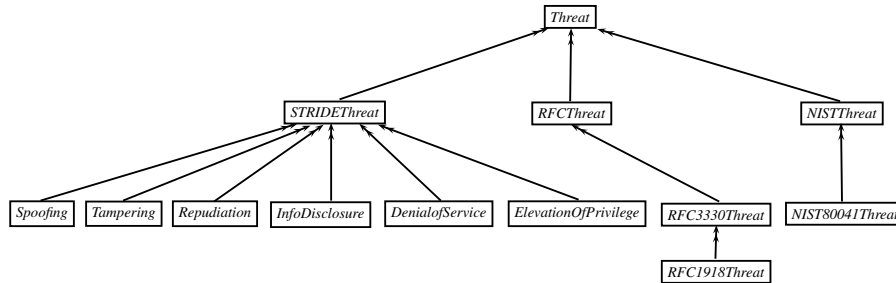 Threat
STRIDEThreat
RFCThreat
NISTThreat
Spoofing
Tampering
Repudiation
InfoDisclosure
DenialofService
ElevationOfPrivilege
RFC3330Threat
NIST80041Threat
RFC1918Threat